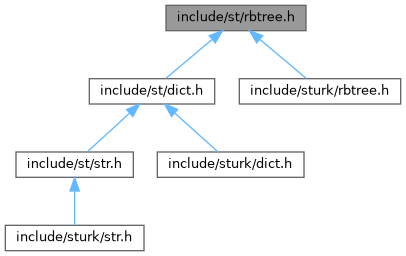 include/st/rbtree.h
include/st/dict.h
include/sturk/rbtree.h
include/st/str.h
include/sturk/dict.h
include/sturk/str.h